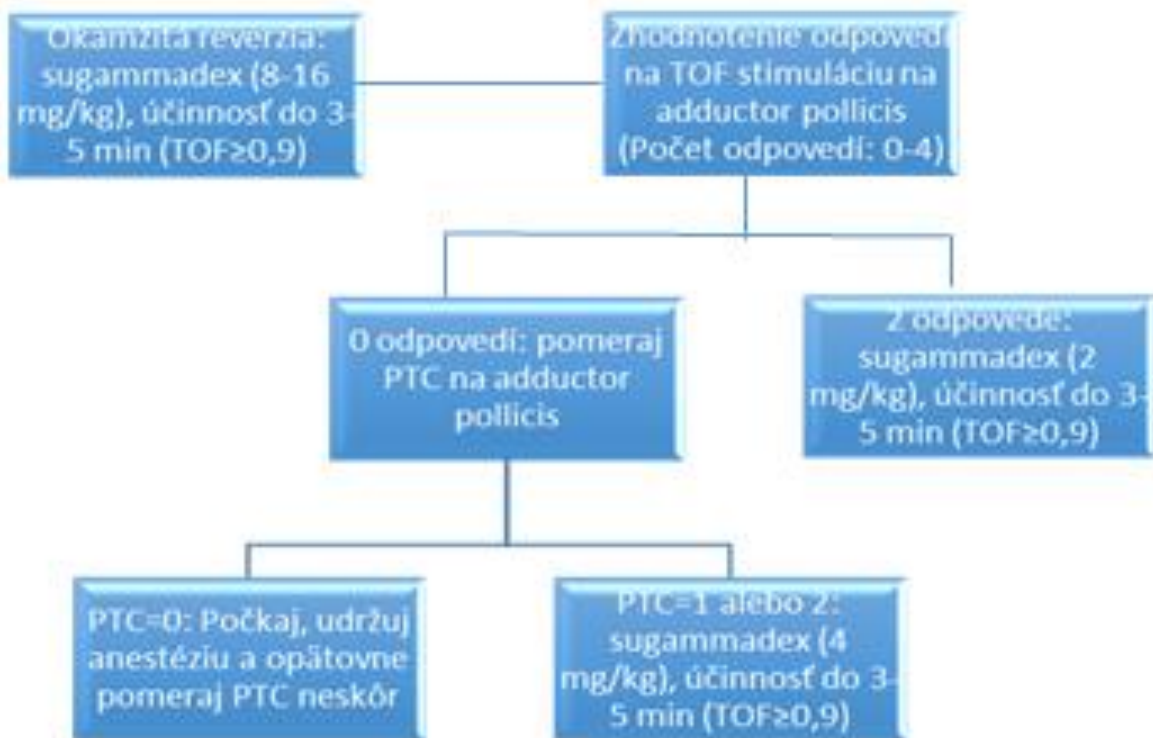 Okamžitá reverzia:
sugammadex (8-16
mg/kg), účinnosť do 3-
5 min (TOF≥0,9)
Zhodnotenie odpovedí
na TOF stimuláciu na
adductor pollicis
(Počet odpovedí: 0-4)
0 odpovedí: pomeraj
PTC na adductor
pollicis
2 odpovede:
sugammadex (2
mg/kg), účinnosť do 3-
5 min (TOF≥0,9)
PTC=0: Počkaj, udržuj
anestéziu a opätovne
pomeraj PTC neskôr
PTC=1 alebo 2:
sugammadex (4
mg/kg), účinnosť do 3-
5 min (TOF≥0,9)